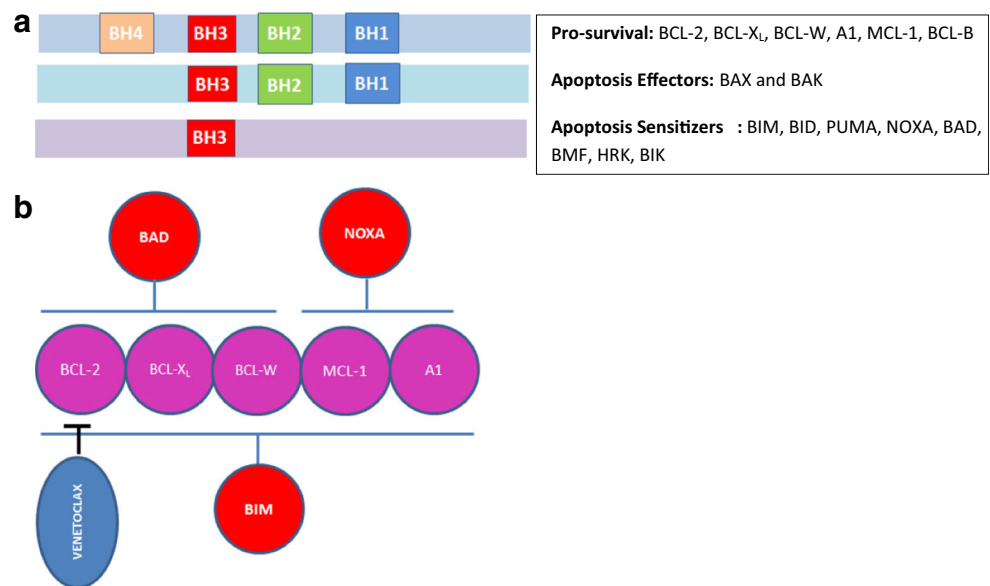 a
BH4 BH3 BH2 BH1
BH3 BH2 BH1
BH3
Pro-survival: BCL-2, BCL-X_L, BCL-W, A1, MCL-1, BCL-B
Apoptosis Effectors: BAX and BAK
Apoptosis Sensitizers : BIM, BID, PUMA, NOXA, BAD,
BMF, HRK, BIK
b
BAD NOXA
BCL-2 BCL-X_L BCL-W MCL-1 A1
VENETOCLAX
BIM